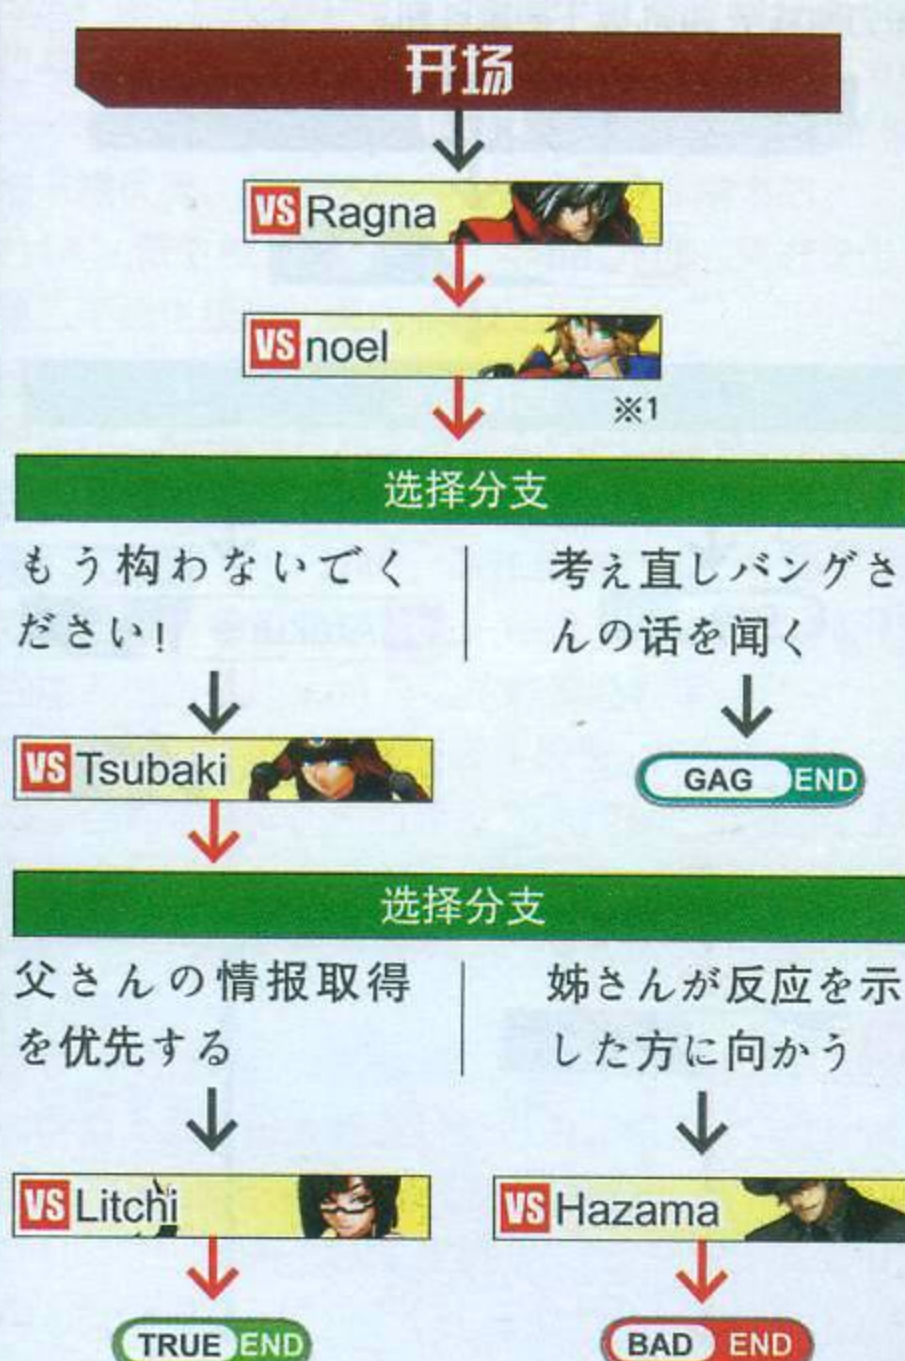 开场
VS Ragna
VS noel
※1
选择分支
もう构わないでく
ださい!
考え直しバングさ
んの话を闻く
VS Tsubaki
GAG END
选择分支
父さんの情报取得
を优先する
姊さんが反应を示
した方に向かう
VS Litchi
VS Hazama
TRUE END
BAD END